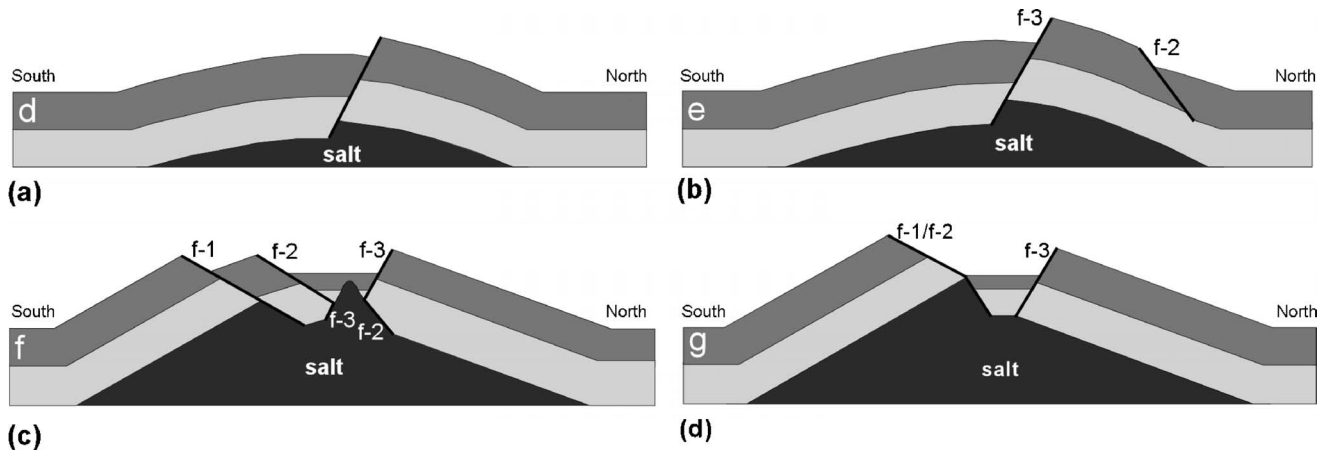 South
d
salt
North
(a)
South
e
salt
f-3
f-2
North
(b)
South
f
f-1
f-2
f-3
f-3
f-2
salt
North
(c)
South
g
f-1/f-2
f-3
salt
North
(d)